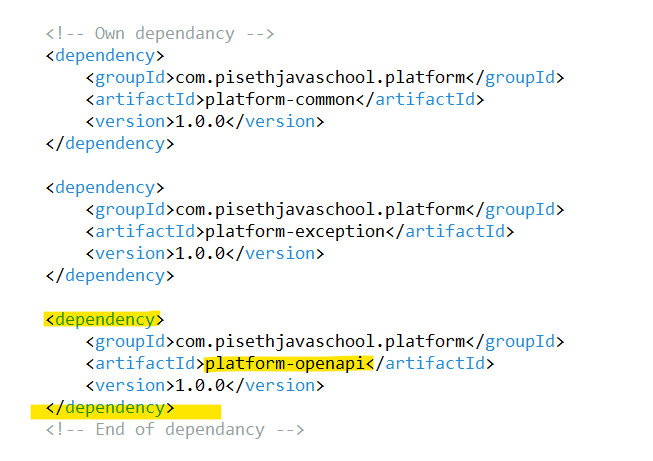 <!-- Own dependancy -->
<dependency>
<groupId>com.pisethjavaschool.platform</groupId>
<artifactId>platform-common</artifactId>
<version>1.0.0</version>
</dependency>
<dependency>
<groupId>com.pisethjavaschool.platform</groupId>
<artifactId>platform-exception</artifactId>
<version>1.0.0</version>
</dependency>
<dependency>
<groupId>com.pisethjavaschool.platform</groupId>
<artifactId>platform-openapi</artifactId>
<version>1.0.0</version>
</dependency>
<!-- End of dependancy -->